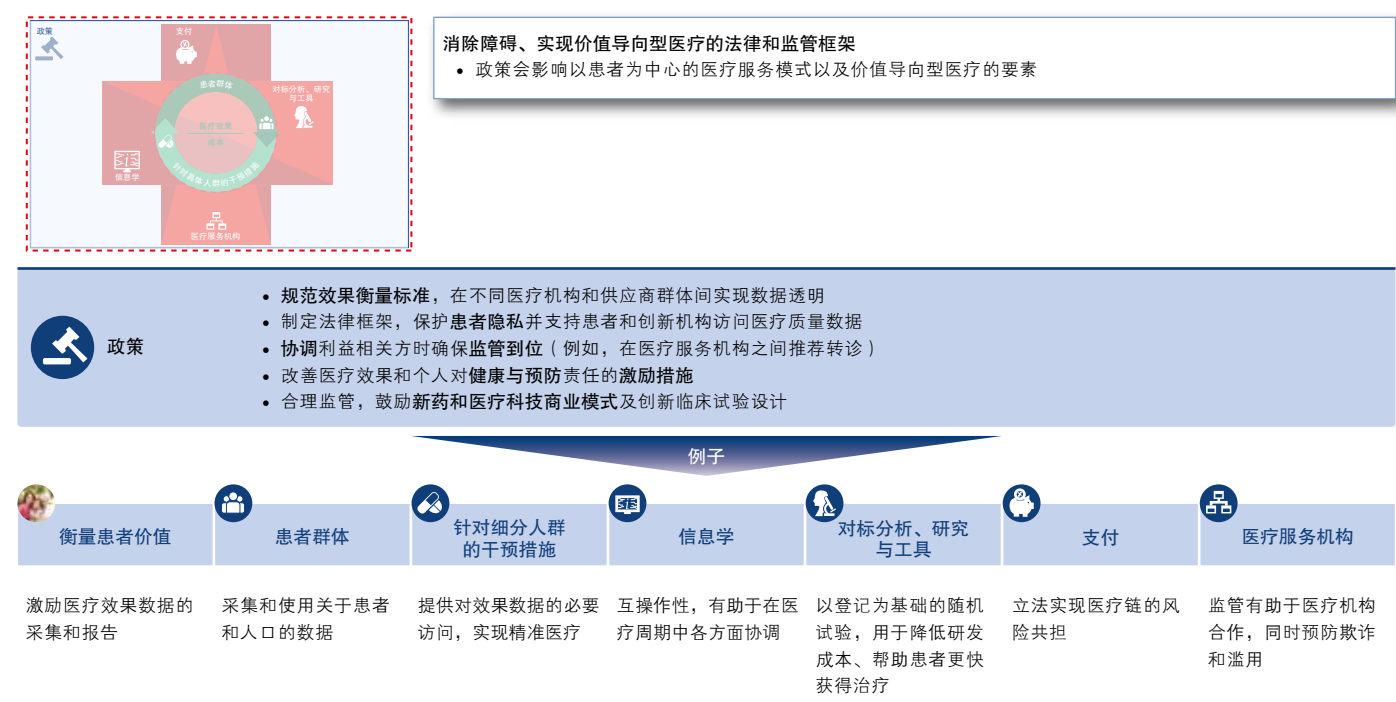 政策
支付
患者群体
对标分析、研究
与工具
医疗效果
成本
信息学
针对具体人群的干预措施
医疗服务机构
消除障碍、实现价值导向型医疗的法律和监管框架
• 政策会影响以患者为中心的医疗服务模式以及价值导向型医疗的要素
政策
• 规范效果衡量标准，在不同医疗机构和供应商群体间实现数据透明
• 制定法律框架，保护患者隐私并支持患者和创新机构访问医疗质量数据
• 协调利益相关方时确保监管到位（例如，在医疗服务机构之间推荐转诊）
• 改善医疗效果和个人对健康与预防责任的激励措施
• 合理监管，鼓励新药和医疗科技商业模式及创新临床试验设计
例子
衡量患者价值
激励医疗效果数据的
采集和报告
患者群体
采集和使用关于患者
和人口的数据
针对细分人群
的干预措施
提供对效果数据的必要
访问，实现精准医疗
信息学
互操作性，有助于在医
疗周期中各方面协调
对标分析、研究
与工具
以登记为基础的随机
试验，用于降低研发
成本、帮助患者更快
获得治疗
支付
立法实现医疗链的风
险共担
医疗服务机构
监管有助于医疗机构
合作，同时预防欺诈
和滥用